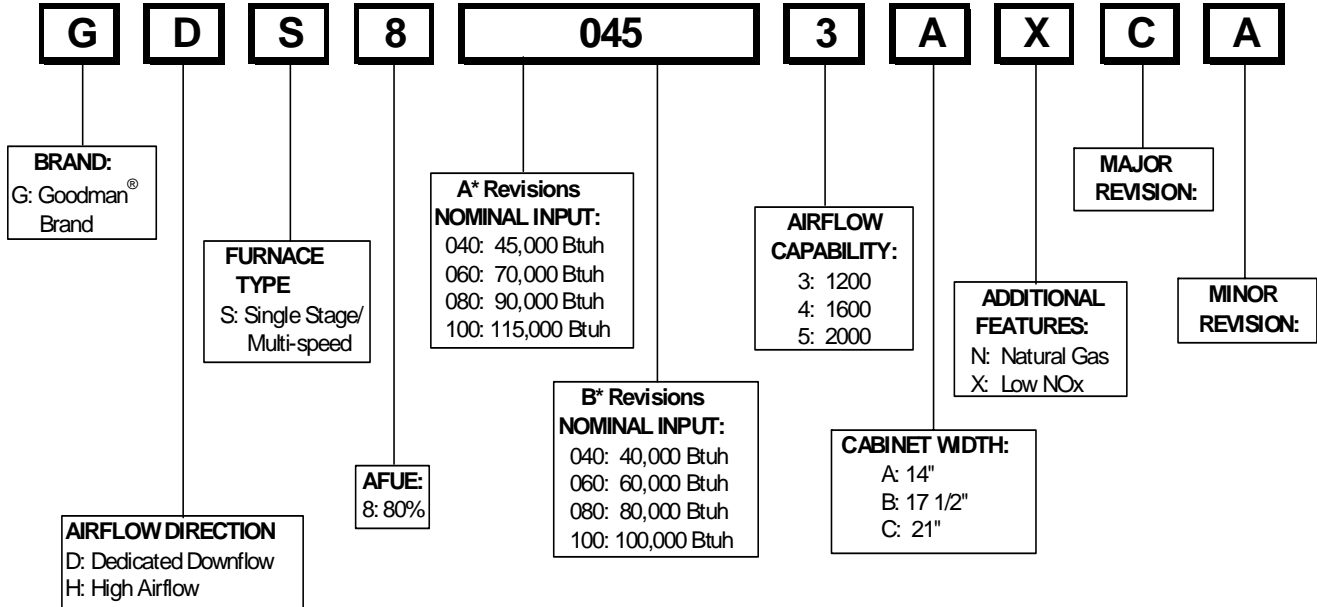 G D S 8 045 3 A X C A
BRAND:
G: Goodman®
Brand
AIRFLOW DIRECTION
D: Dedicated Downflow
H: High Airflow
FURNACE
TYPE
S: Single Stage/
Multi-speed
AFUE:
8: 80%
A* Revisions
NOMINAL INPUT:
040: 45,000 Btuh
060: 70,000 Btuh
080: 90,000 Btuh
100: 115,000 Btuh
B* Revisions
NOMINAL INPUT:
040: 40,000 Btuh
060: 60,000 Btuh
080: 80,000 Btuh
100: 100,000 Btuh
AIRFLOW
CAPABILITY:
3: 1200
4: 1600
5: 2000
CABINET WIDTH:
A: 14"
B: 17 1/2"
C: 21"
ADDITIONAL
FEATURES:
N: Natural Gas
X: Low NOx
MAJOR
REVISION:
MINOR
REVISION: